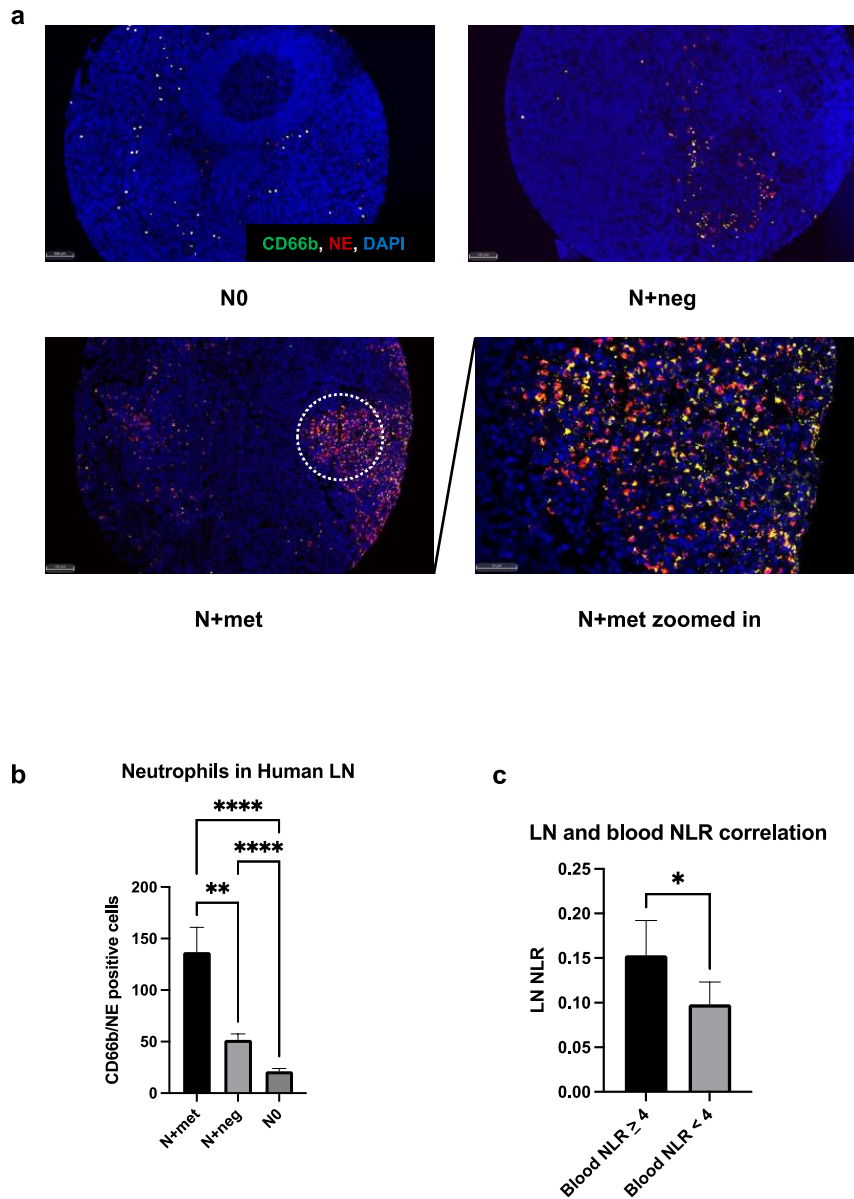 a
CD66b, NE, DAPI
N0
N+neg
N+met
N+met zoomed in
b
Neutrophils in Human LN
****
****
**
200
150
100
50
0
CD66b/NE positive cells
N+met
N+neg
N0
c
LN and blood NLR correlation
*
0.25
0.20
0.15
0.10
0.05
0.00
LN NLR
Blood NLR ≥ 4
Blood NLR < 4